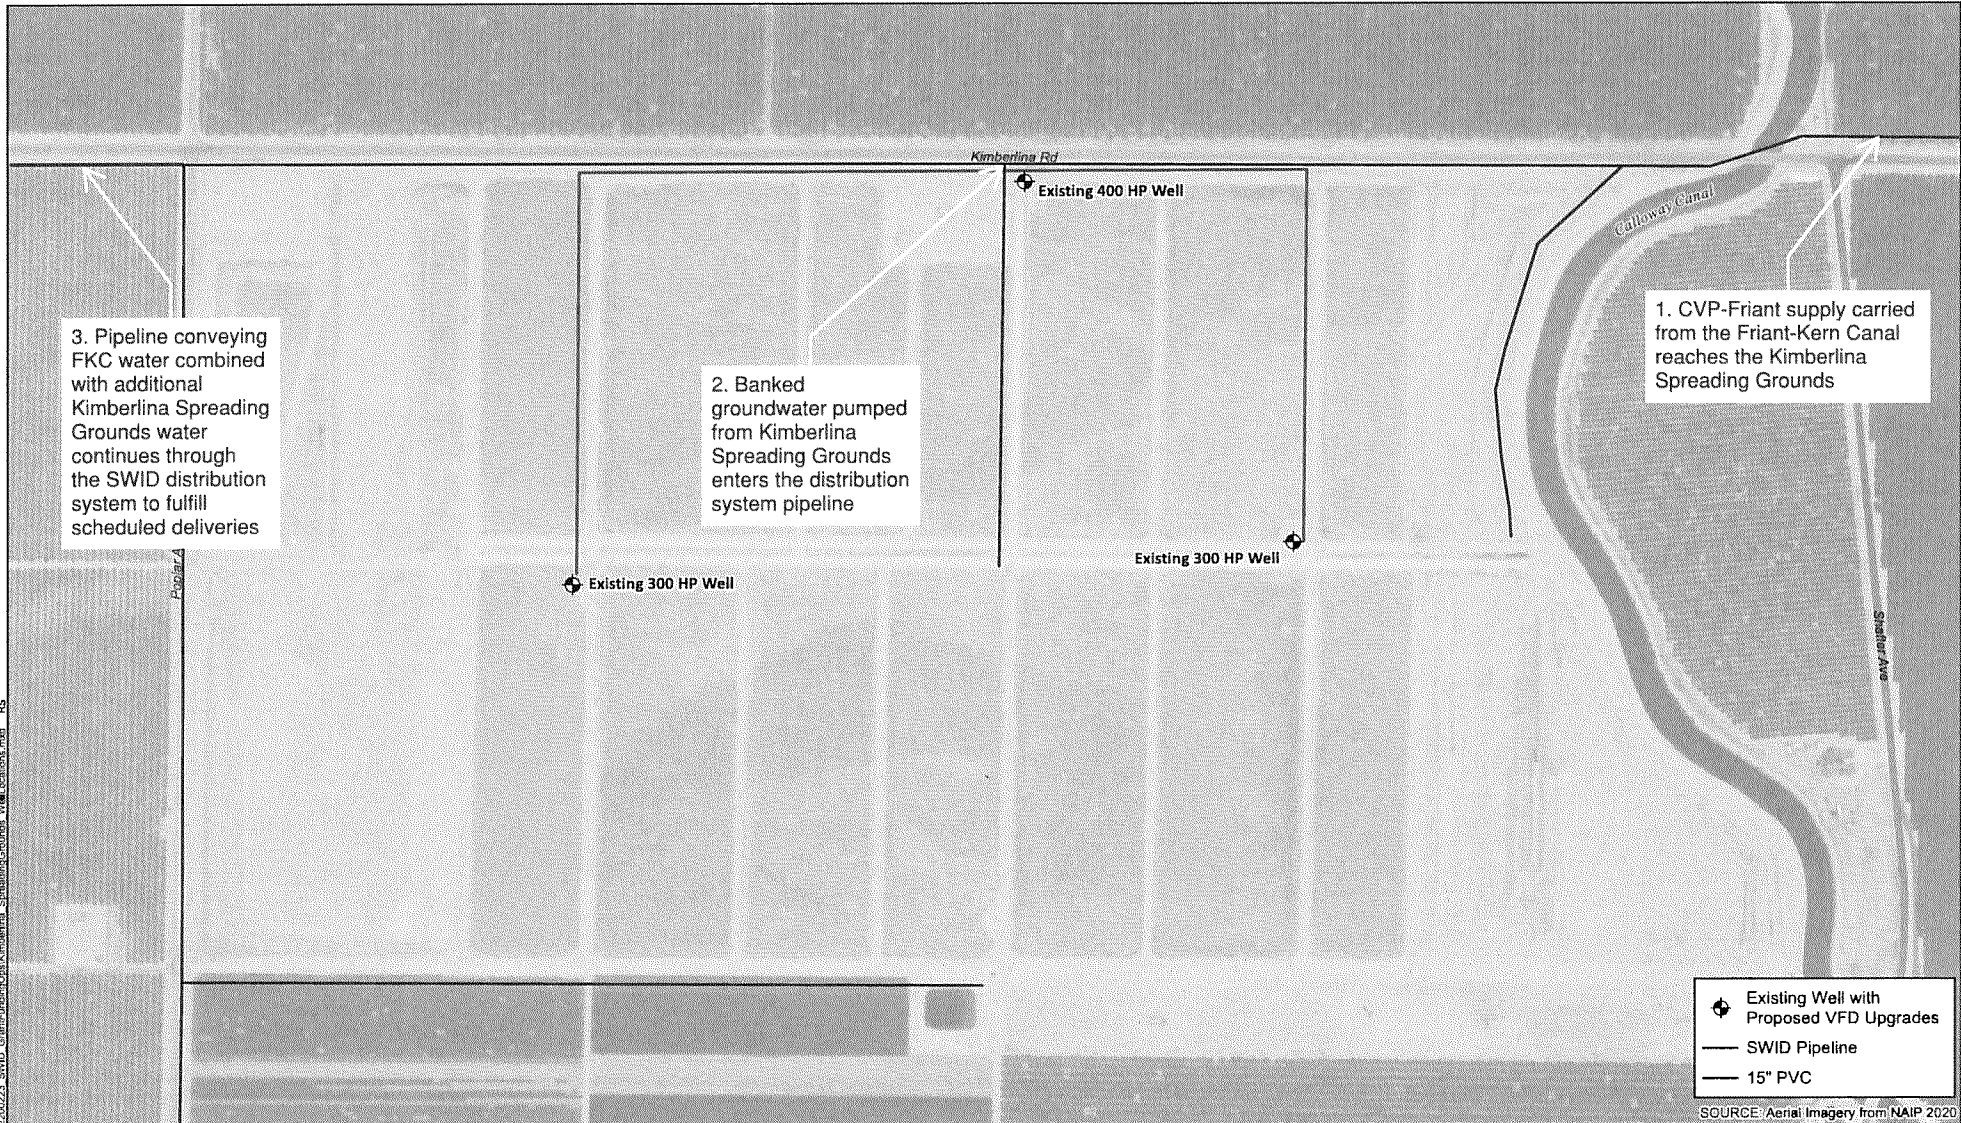 Kimberlina Rd
Existing 400 HP Well
Calloway Canal
1. CVP-Friant supply carried
from the Friant-Kern Canal
reaches the Kimberlina
Spreading Grounds
3. Pipeline conveying
FKC water combined
with additional
Kimberlina Spreading
Grounds water
continues through
the SWID distribution
system to fulfill
scheduled deliveries
2. Banked
groundwater pumped
from Kimberlina
Spreading Grounds
enters the distribution
system pipeline
Poplar A
Existing 300 HP Well
Existing 300 HP Well
Shafter Ave
Existing Well with
Proposed VFD Upgrades
SWID Pipeline
15" PVC
SOURCE: Aerial Imagery from NAIP 2020